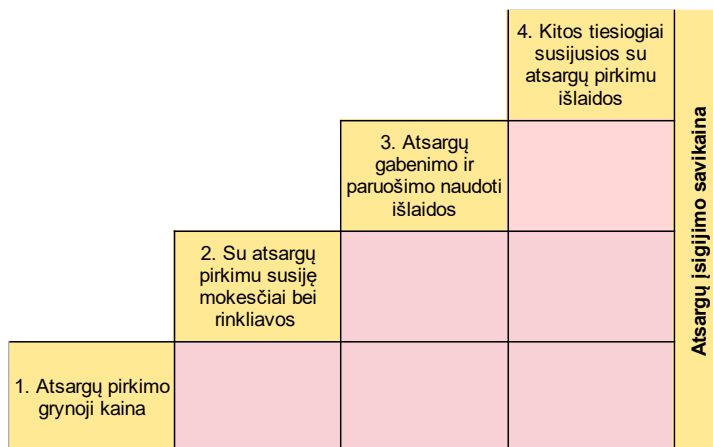 4. Kitos tiesiogiai
susijusios su
atsargų pirkimu
išlaidos
3. Atsargų
gabenimo ir
paruošimo naudoti
išlaidos
2. Su atsargų
pirkimu susiję
mokesčiai bei
rinkliavos
1. Atsargų pirkimo
grynoji kaina
Atsargų įsigijimo savikaina